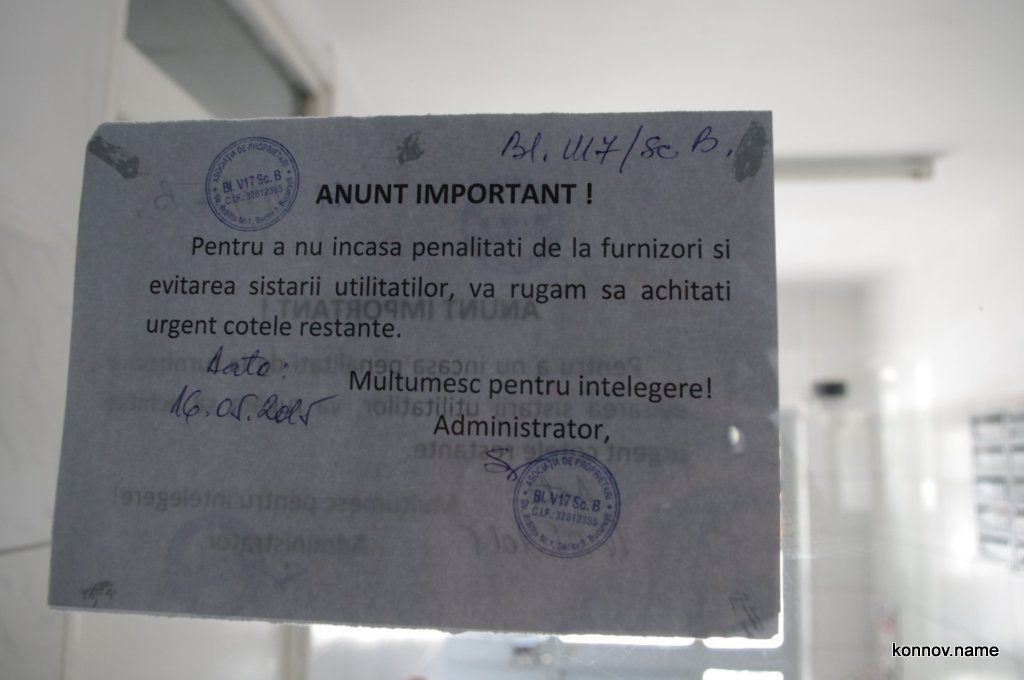 Bl. V17/Sc B.
ASOCIAȚIA DE PROPRIETARI
Bl. V17 Sc. B
C.I.F.: 32612355
ANUNT IMPORTANT !
Pentru a nu incasa penalitati de la furnizori si
evitarea sistarii utilitatilor, va rugam sa achitati
urgent cotele restante.
Data:
16.05.2015
Multumesc pentru intelegere!
Administrator,
ASOCIAȚIA DE PROPRIETARI
Bl. V17 Sc. B
C.I.F.: 32612355
konnov.name